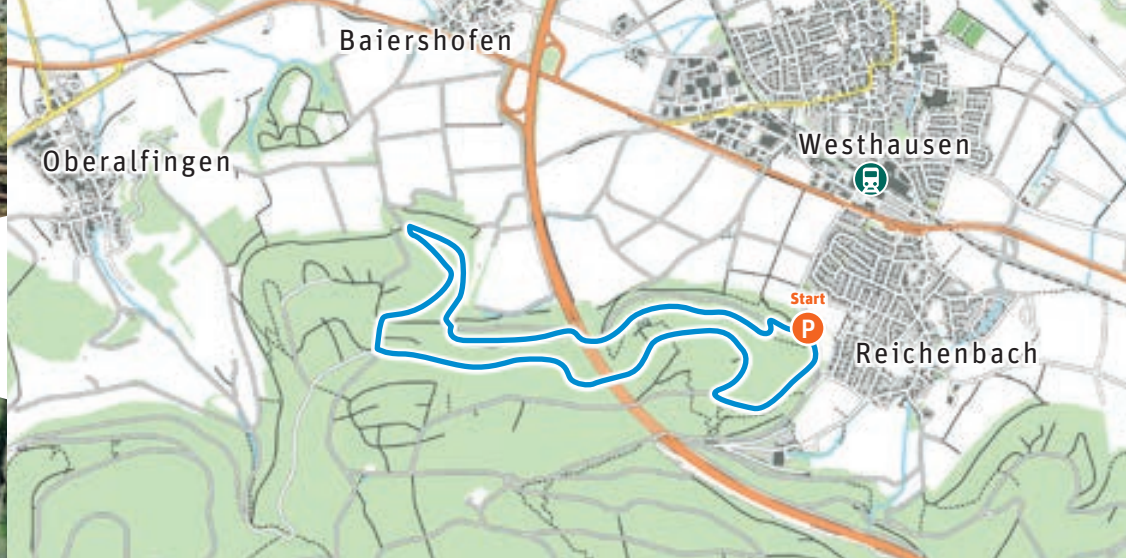 Baiershofen
Oberalfingen
Westhausen
Start
P
Reichenbach